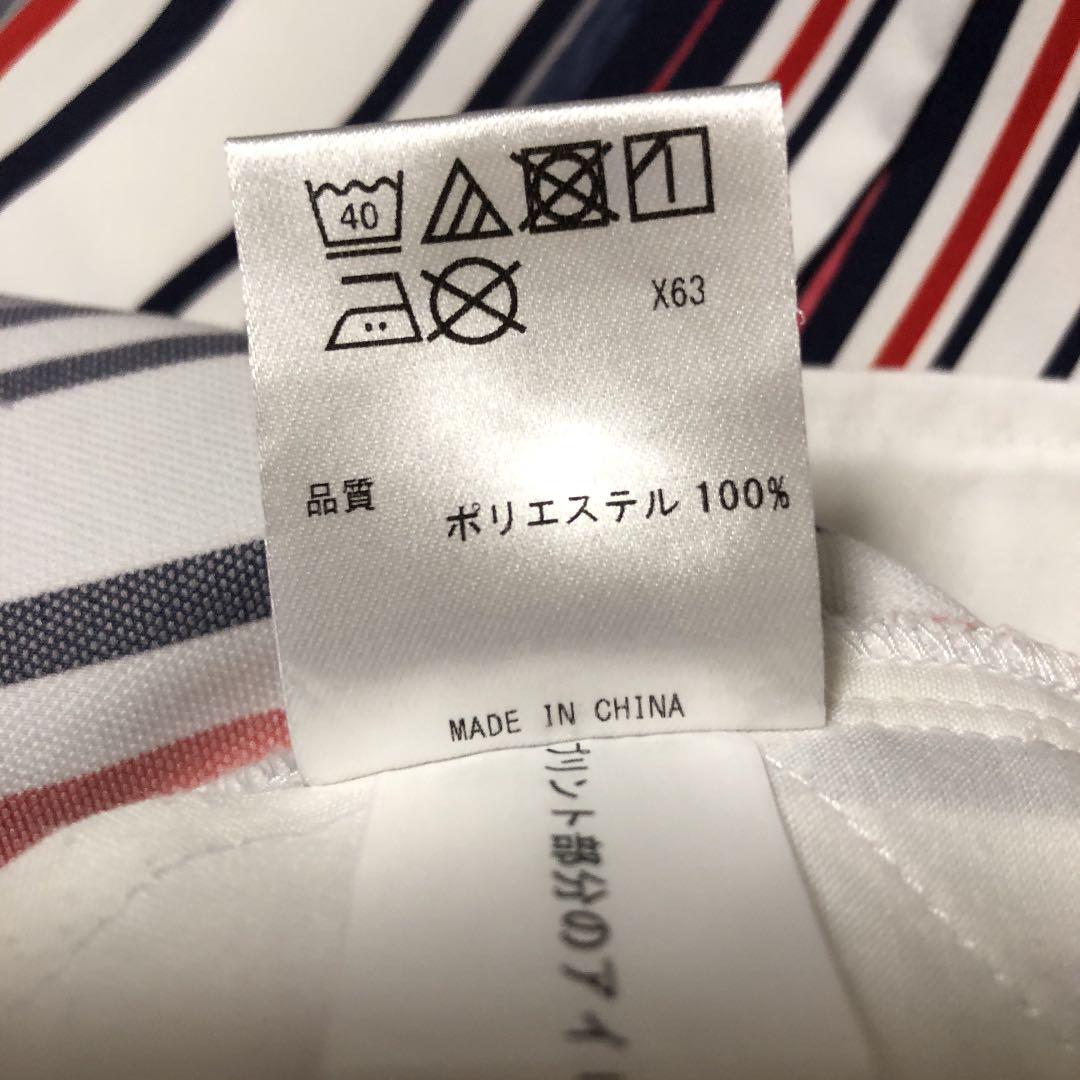 40
X63
品質 ポリエステル 100%
MADE IN CHINA
プリント部分のアイ